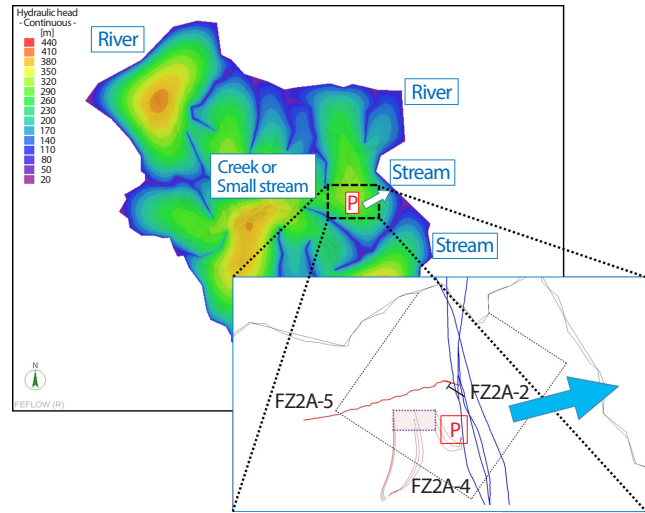 Hydraulic head
- Continuous -
[m]
440
410
380
350
320
290
260
230
200
170
140
110
80
50
20
River
River
Creek or
Small stream
Stream
P
Stream
N
FEFLOW (R)
FZ2A-2
FZ2A-5
P
FZ2A-4